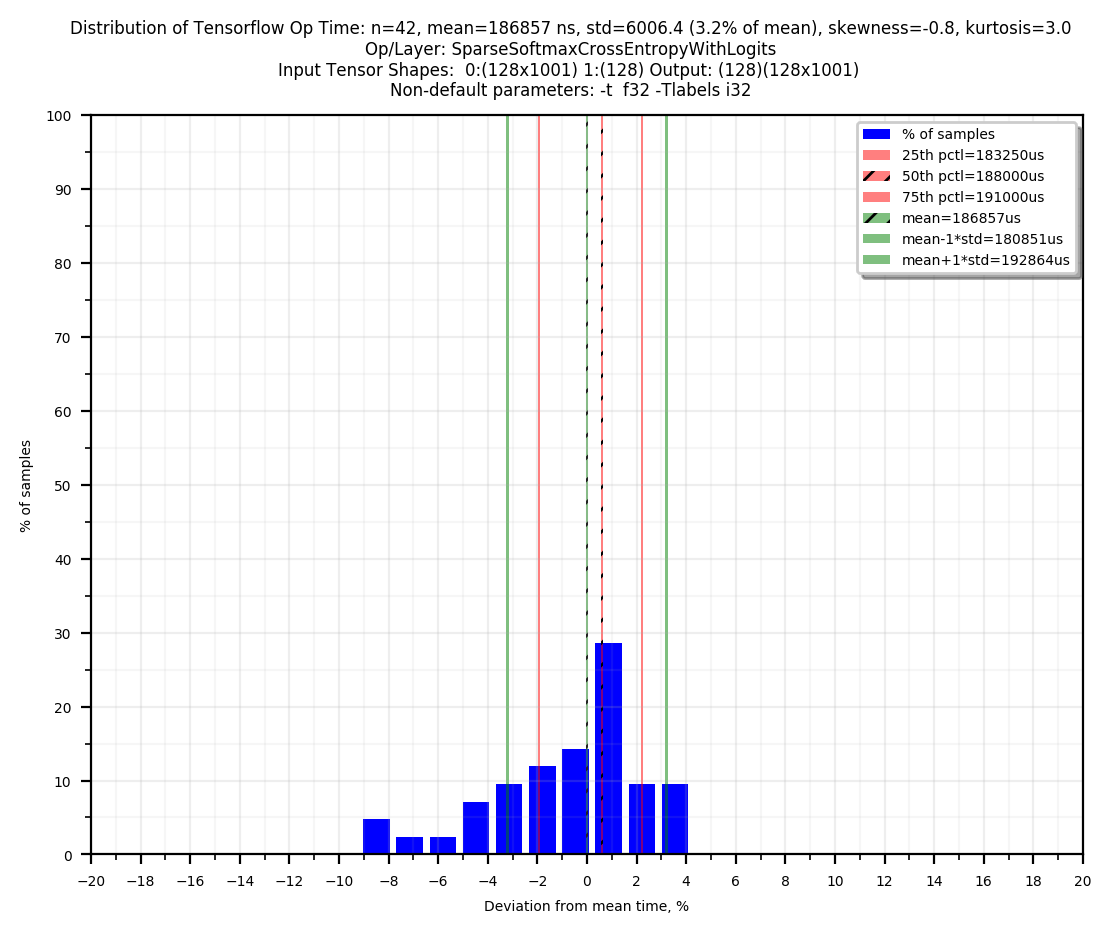 Distribution of Tensorflow Op Time: n=42, mean=186857 ns, std=6006.4 (3.2% of mean), skewness=-0.8, kurtosis=3.0
Op/Layer: SparseSoftmaxCrossEntropyWithLogits
Input Tensor Shapes:  0:(128x1001) 1:(128) Output: (128)(128x1001)
Non-default parameters: -t  f32 -Tlabels i32
% of samples
25th pctl=183250us
50th pctl=188000us
75th pctl=191000us
mean=186857us
mean-1*std=180851us
mean+1*std=192864us
100
90
80
70
60
50
40
30
20
10
0
% of samples
−20 −18 −16 −14 −12 −10 −8 −6 −4 −2 0 2 4 6 8 10 12 14 16 18 20
Deviation from mean time, %